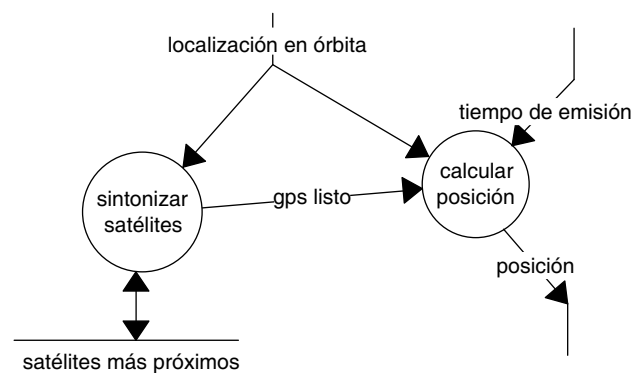 localización en órbita
tiempo de emisión
sintonizar
satélites
gps listo
calcular
posición
posición
satélites más próximos